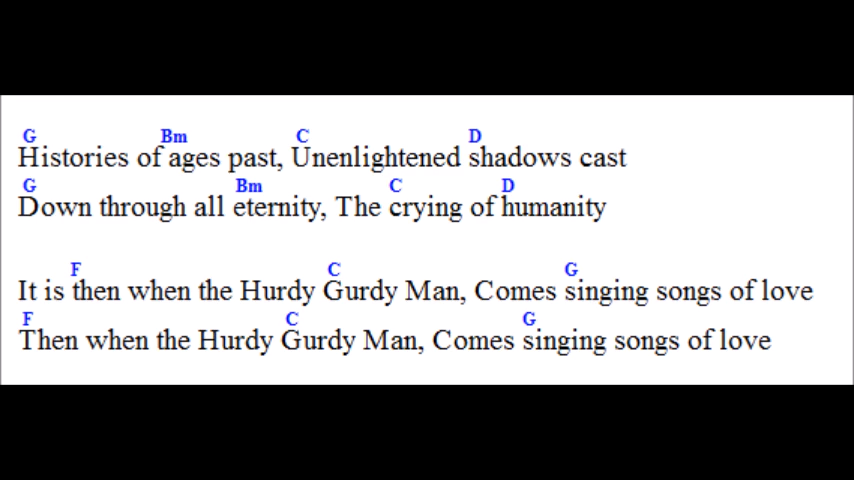 G Bm C D
Histories of ages past, Unenlightened shadows cast
G Bm C D
Down through all eternity, The crying of humanity
F C G
It is then when the Hurdy Gurdy Man, Comes singing songs of love
F C G
Then when the Hurdy Gurdy Man, Comes singing songs of love